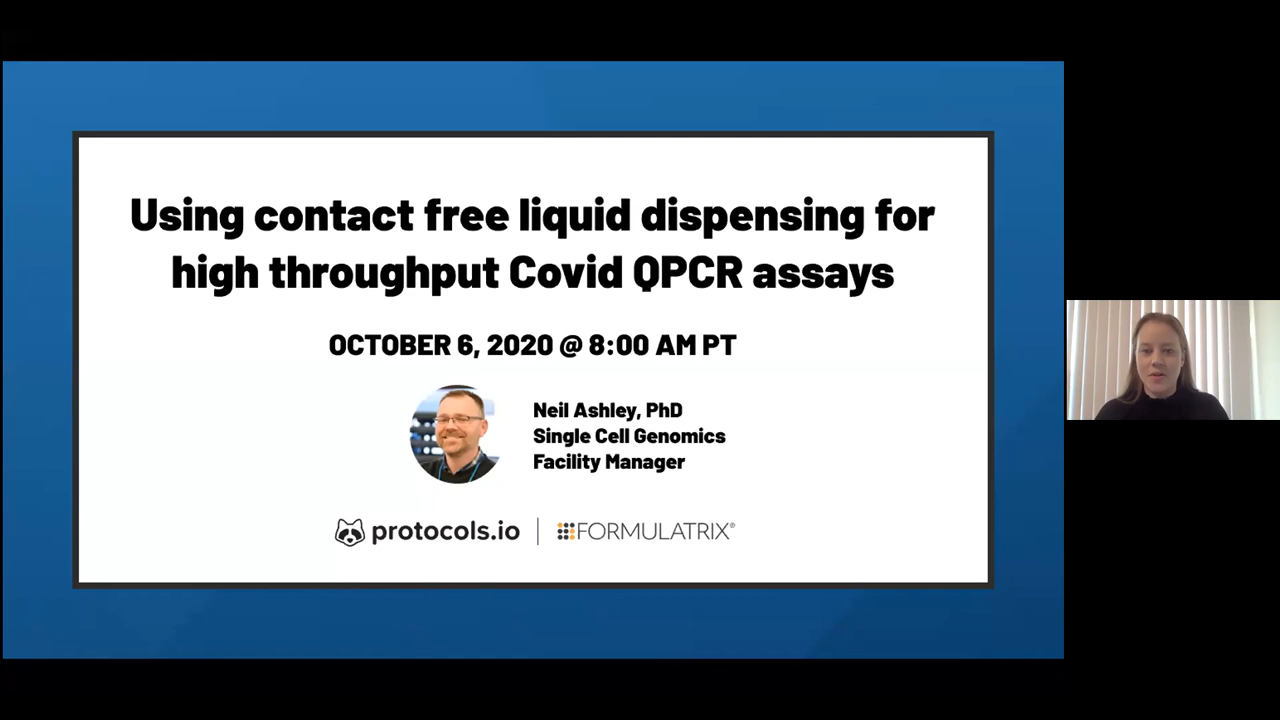 Using contact free liquid dispensing for
high throughput Covid QPCR assays
OCTOBER 6, 2020 @ 8:00 AM PT
Neil Ashley, PhD
Single Cell Genomics
Facility Manager
protocols.io | FORMULATRIX®